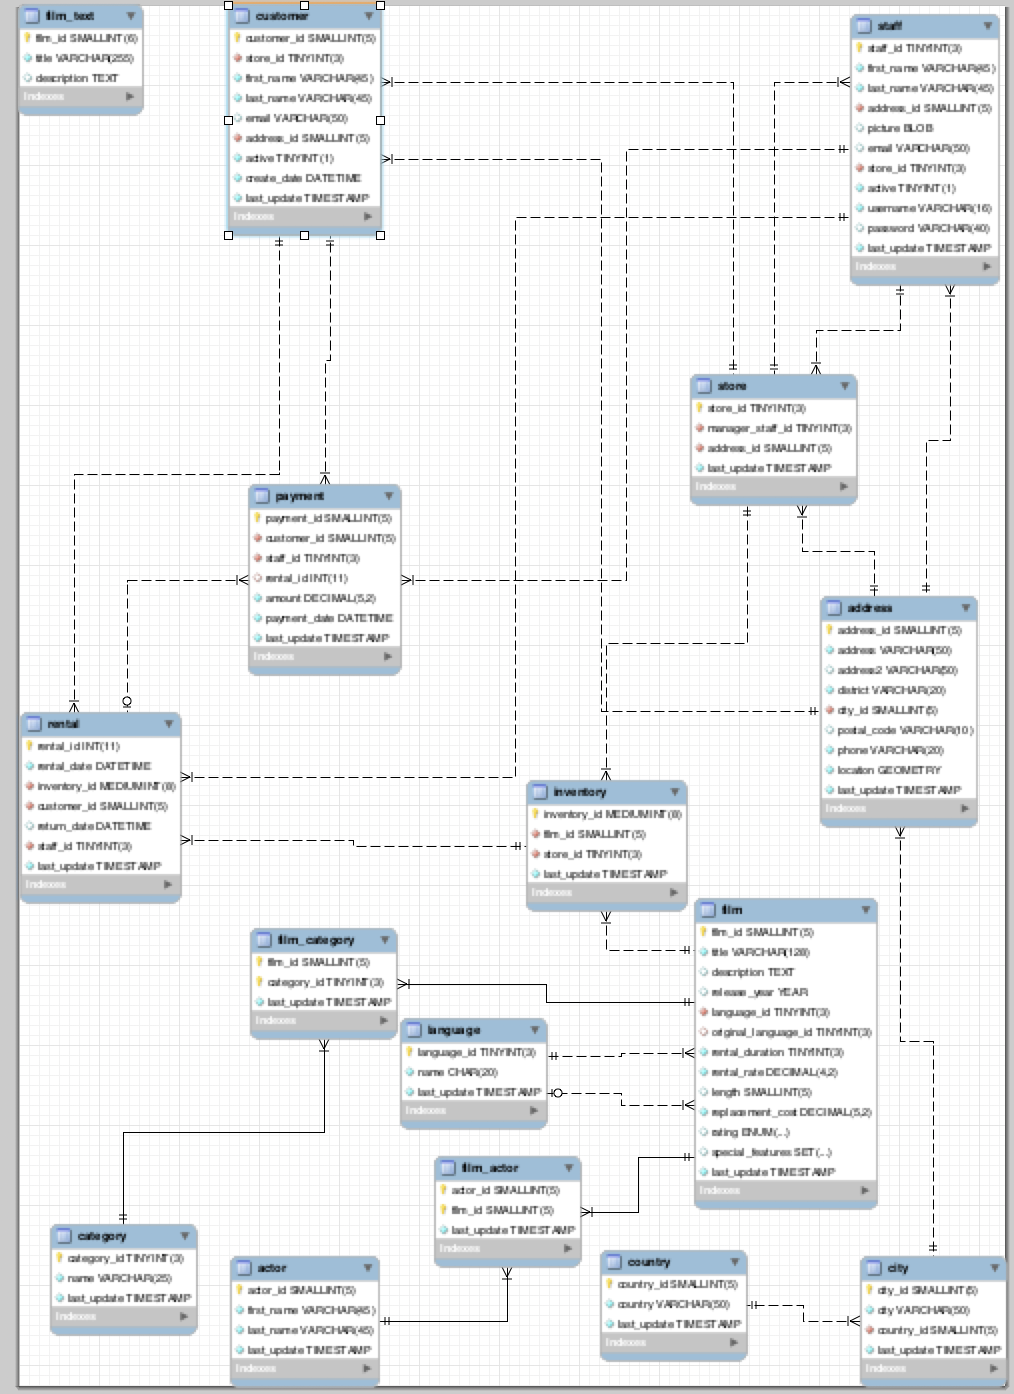 film_text
film_id SMALLINT(6)
title VARCHAR(255)
description TEXT
Indexes
customer
customer_id SMALLINT(5)
store_id TINYINT(3)
first_name VARCHAR(45)
last_name VARCHAR(45)
email VARCHAR(50)
address_id SMALLINT(5)
active TINYINT(1)
create_date DATETIME
last_update TIMESTAMP
Indexes
staff
staff_id TINYINT(3)
first_name VARCHAR(45)
last_name VARCHAR(45)
address_id SMALLINT(5)
picture BLOB
email VARCHAR(50)
store_id TINYINT(3)
active TINYINT(1)
username VARCHAR(16)
password VARCHAR(40)
last_update TIMESTAMP
Indexes
store
store_id TINYINT(3)
manager_staff_id TINYINT(3)
address_id SMALLINT(5)
last_update TIMESTAMP
Indexes
payment
payment_id SMALLINT(5)
customer_id SMALLINT(5)
staff_id TINYINT(3)
rental_id INT(11)
amount DECIMAL(5,2)
payment_date DATETIME
last_update TIMESTAMP
Indexes
address
address_id SMALLINT(5)
address VARCHAR(50)
address2 VARCHAR(50)
district VARCHAR(20)
city_id SMALLINT(5)
postal_code VARCHAR(10)
phone VARCHAR(20)
location GEOMETRY
last_update TIMESTAMP
Indexes
rental
rental_id INT(11)
rental_date DATETIME
inventory_id MEDIUMINT(8)
customer_id SMALLINT(5)
return_date DATETIME
staff_id TINYINT(3)
last_update TIMESTAMP
Indexes
inventory
inventory_id MEDIUMINT(8)
film_id SMALLINT(5)
store_id TINYINT(3)
last_update TIMESTAMP
Indexes
film
film_id SMALLINT(5)
title VARCHAR(128)
description TEXT
release_year YEAR
language_id TINYINT(3)
original_language_id TINYINT(3)
rental_duration TINYINT(3)
rental_rate DECIMAL(4,2)
length SMALLINT(5)
replacement_cost DECIMAL(5,2)
rating ENUM(...)
special_features SET(...)
last_update TIMESTAMP
Indexes
film_category
film_id SMALLINT(5)
category_id TINYINT(3)
last_update TIMESTAMP
Indexes
language
language_id TINYINT(3)
name CHAR(20)
last_update TIMESTAMP
Indexes
film_actor
actor_id SMALLINT(5)
film_id SMALLINT(5)
last_update TIMESTAMP
Indexes
category
category_id TINYINT(3)
name VARCHAR(25)
last_update TIMESTAMP
Indexes
actor
actor_id SMALLINT(5)
first_name VARCHAR(45)
last_name VARCHAR(45)
last_update TIMESTAMP
Indexes
country
country_id SMALLINT(5)
country VARCHAR(50)
last_update TIMESTAMP
Indexes
city
city_id SMALLINT(5)
city VARCHAR(50)
country_id SMALLINT(5)
last_update TIMESTAMP
Indexes